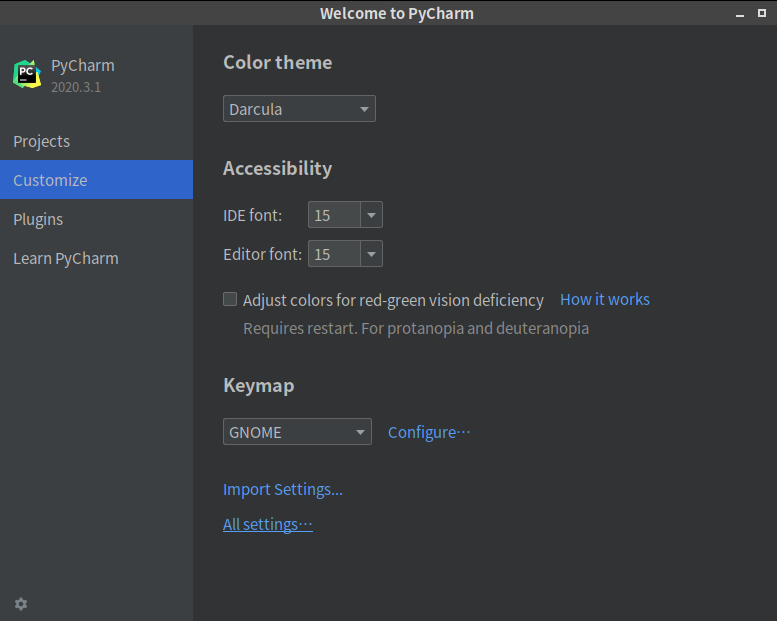 Welcome to PyCharm
PC
PyCharm
2020.3.1
Projects
Customize
Plugins
Learn PyCharm
Color theme
Darcula
Accessibility
IDE font: 15
Editor font: 15
Adjust colors for red-green vision deficiency How it works
Requires restart. For protanopia and deuteranopia
Keymap
GNOME Configure…
Import Settings...
All settings…